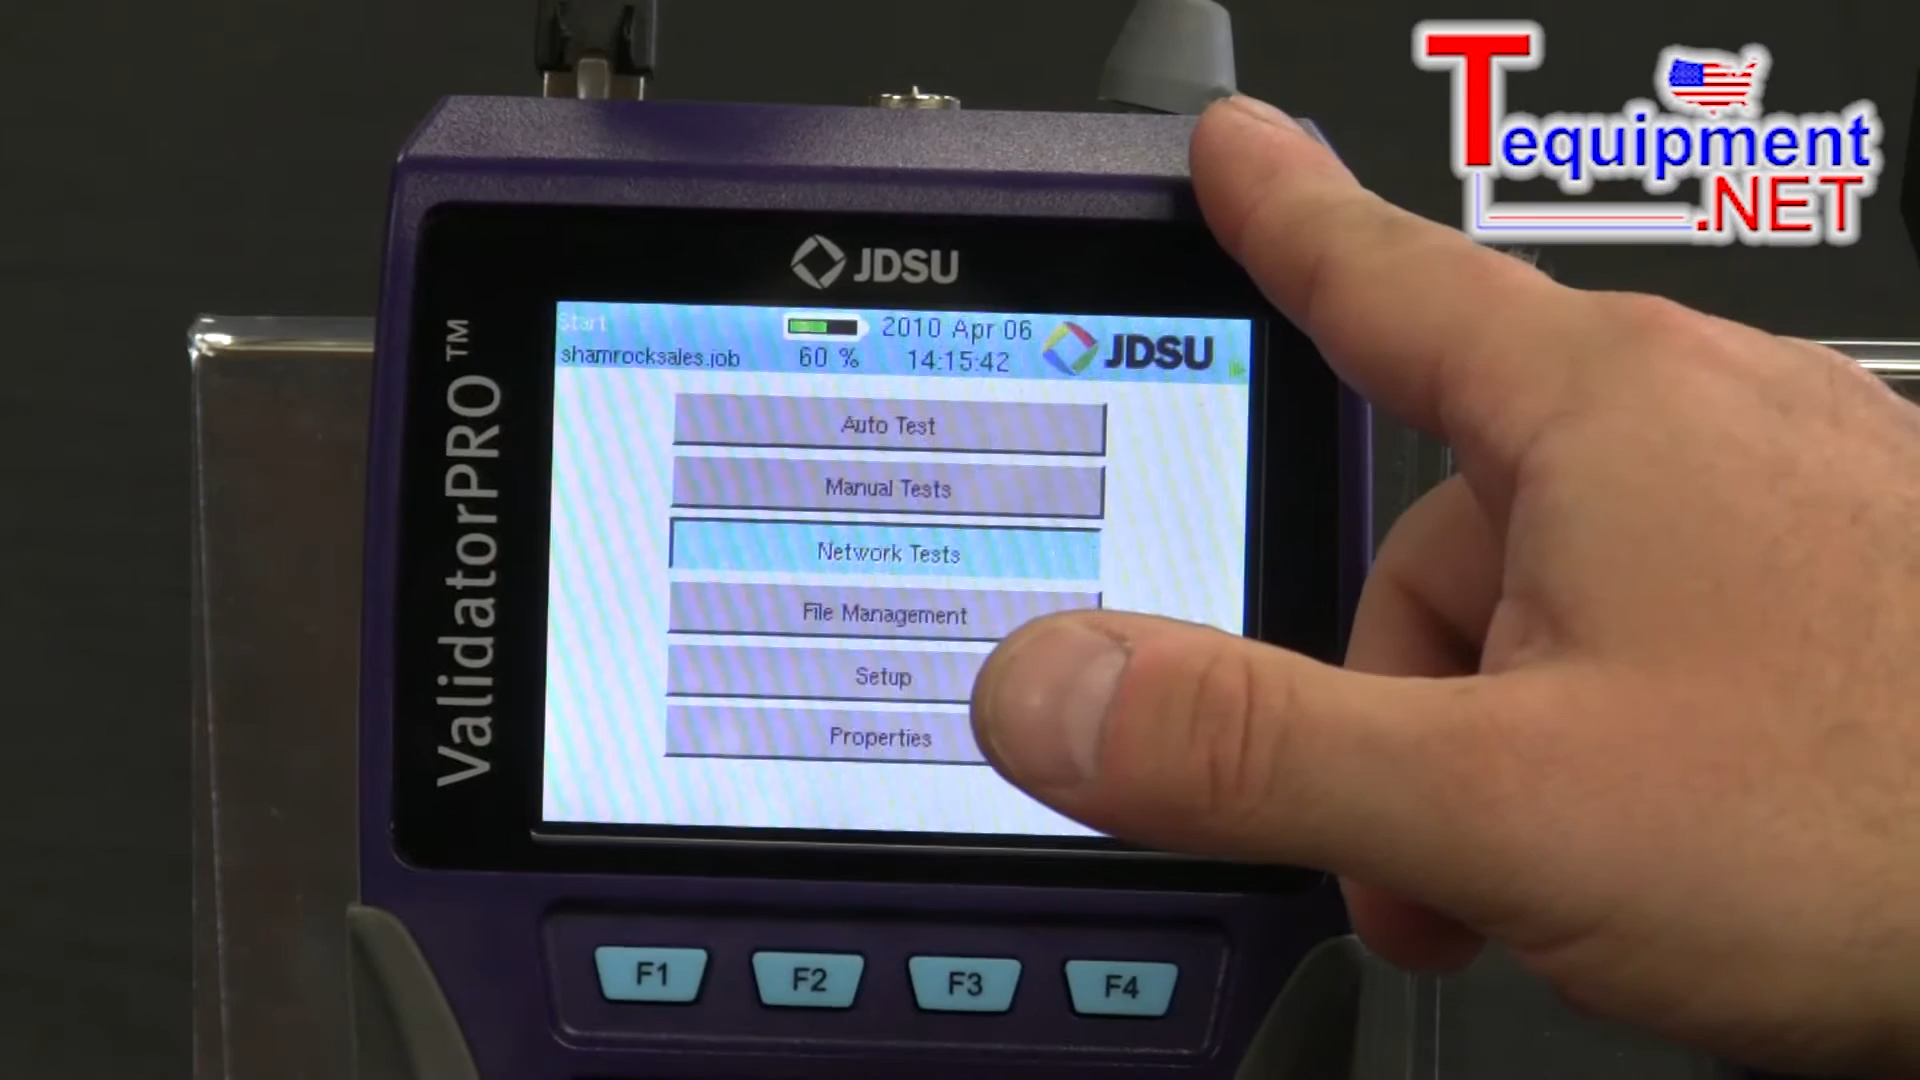 Tequipment
.NET
JDSU
ValidatorPRO™
Start
2010 Apr 06
JDSU
shamrocksales.job
60 %
14:15:42
Auto Test
Manual Tests
Network Tests
File Management
Setup
Properties
F1
F2
F3
F4